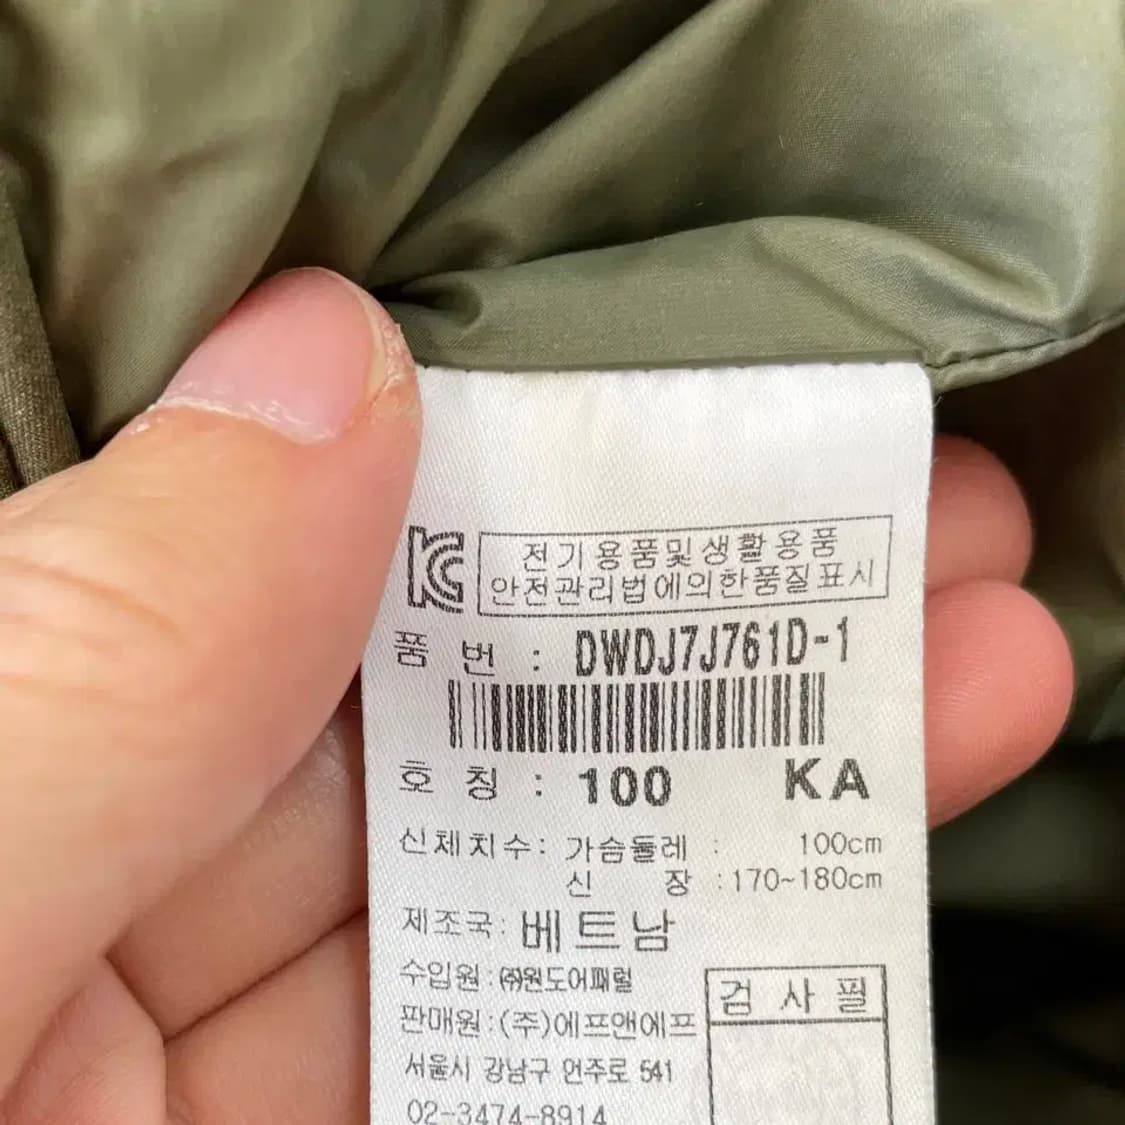 KC 전기용품및생활용품
안전관리법에의한품질표시
품 번 : DWDJ7J761D-1
호 칭 : 100 KA
신체치수: 가슴둘레 : 100cm
신 장 :170~180cm
제조국: 베트남
수입원:㈜원도어패럴
판매원:(주)에프앤에프
검 사 필
서울시 강남구 언주로 541
02-3474-8914